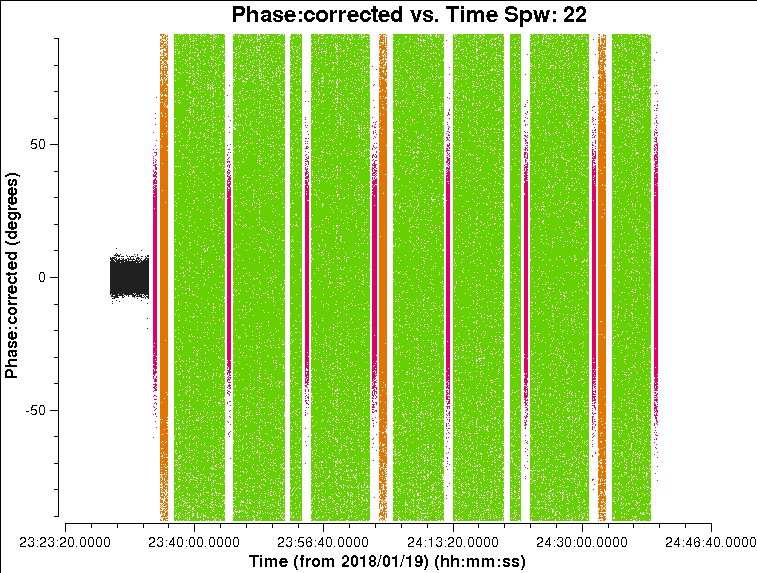 Phase:corrected vs. Time Spw: 22
Phase:corrected (degrees)
50
0
-50
23:23:20.0000 23:40:00.0000 23:56:40.0000 24:13:20.0000 24:30:00.0000 24:46:40.0000
Time (from 2018/01/19) (hh:mm:ss)